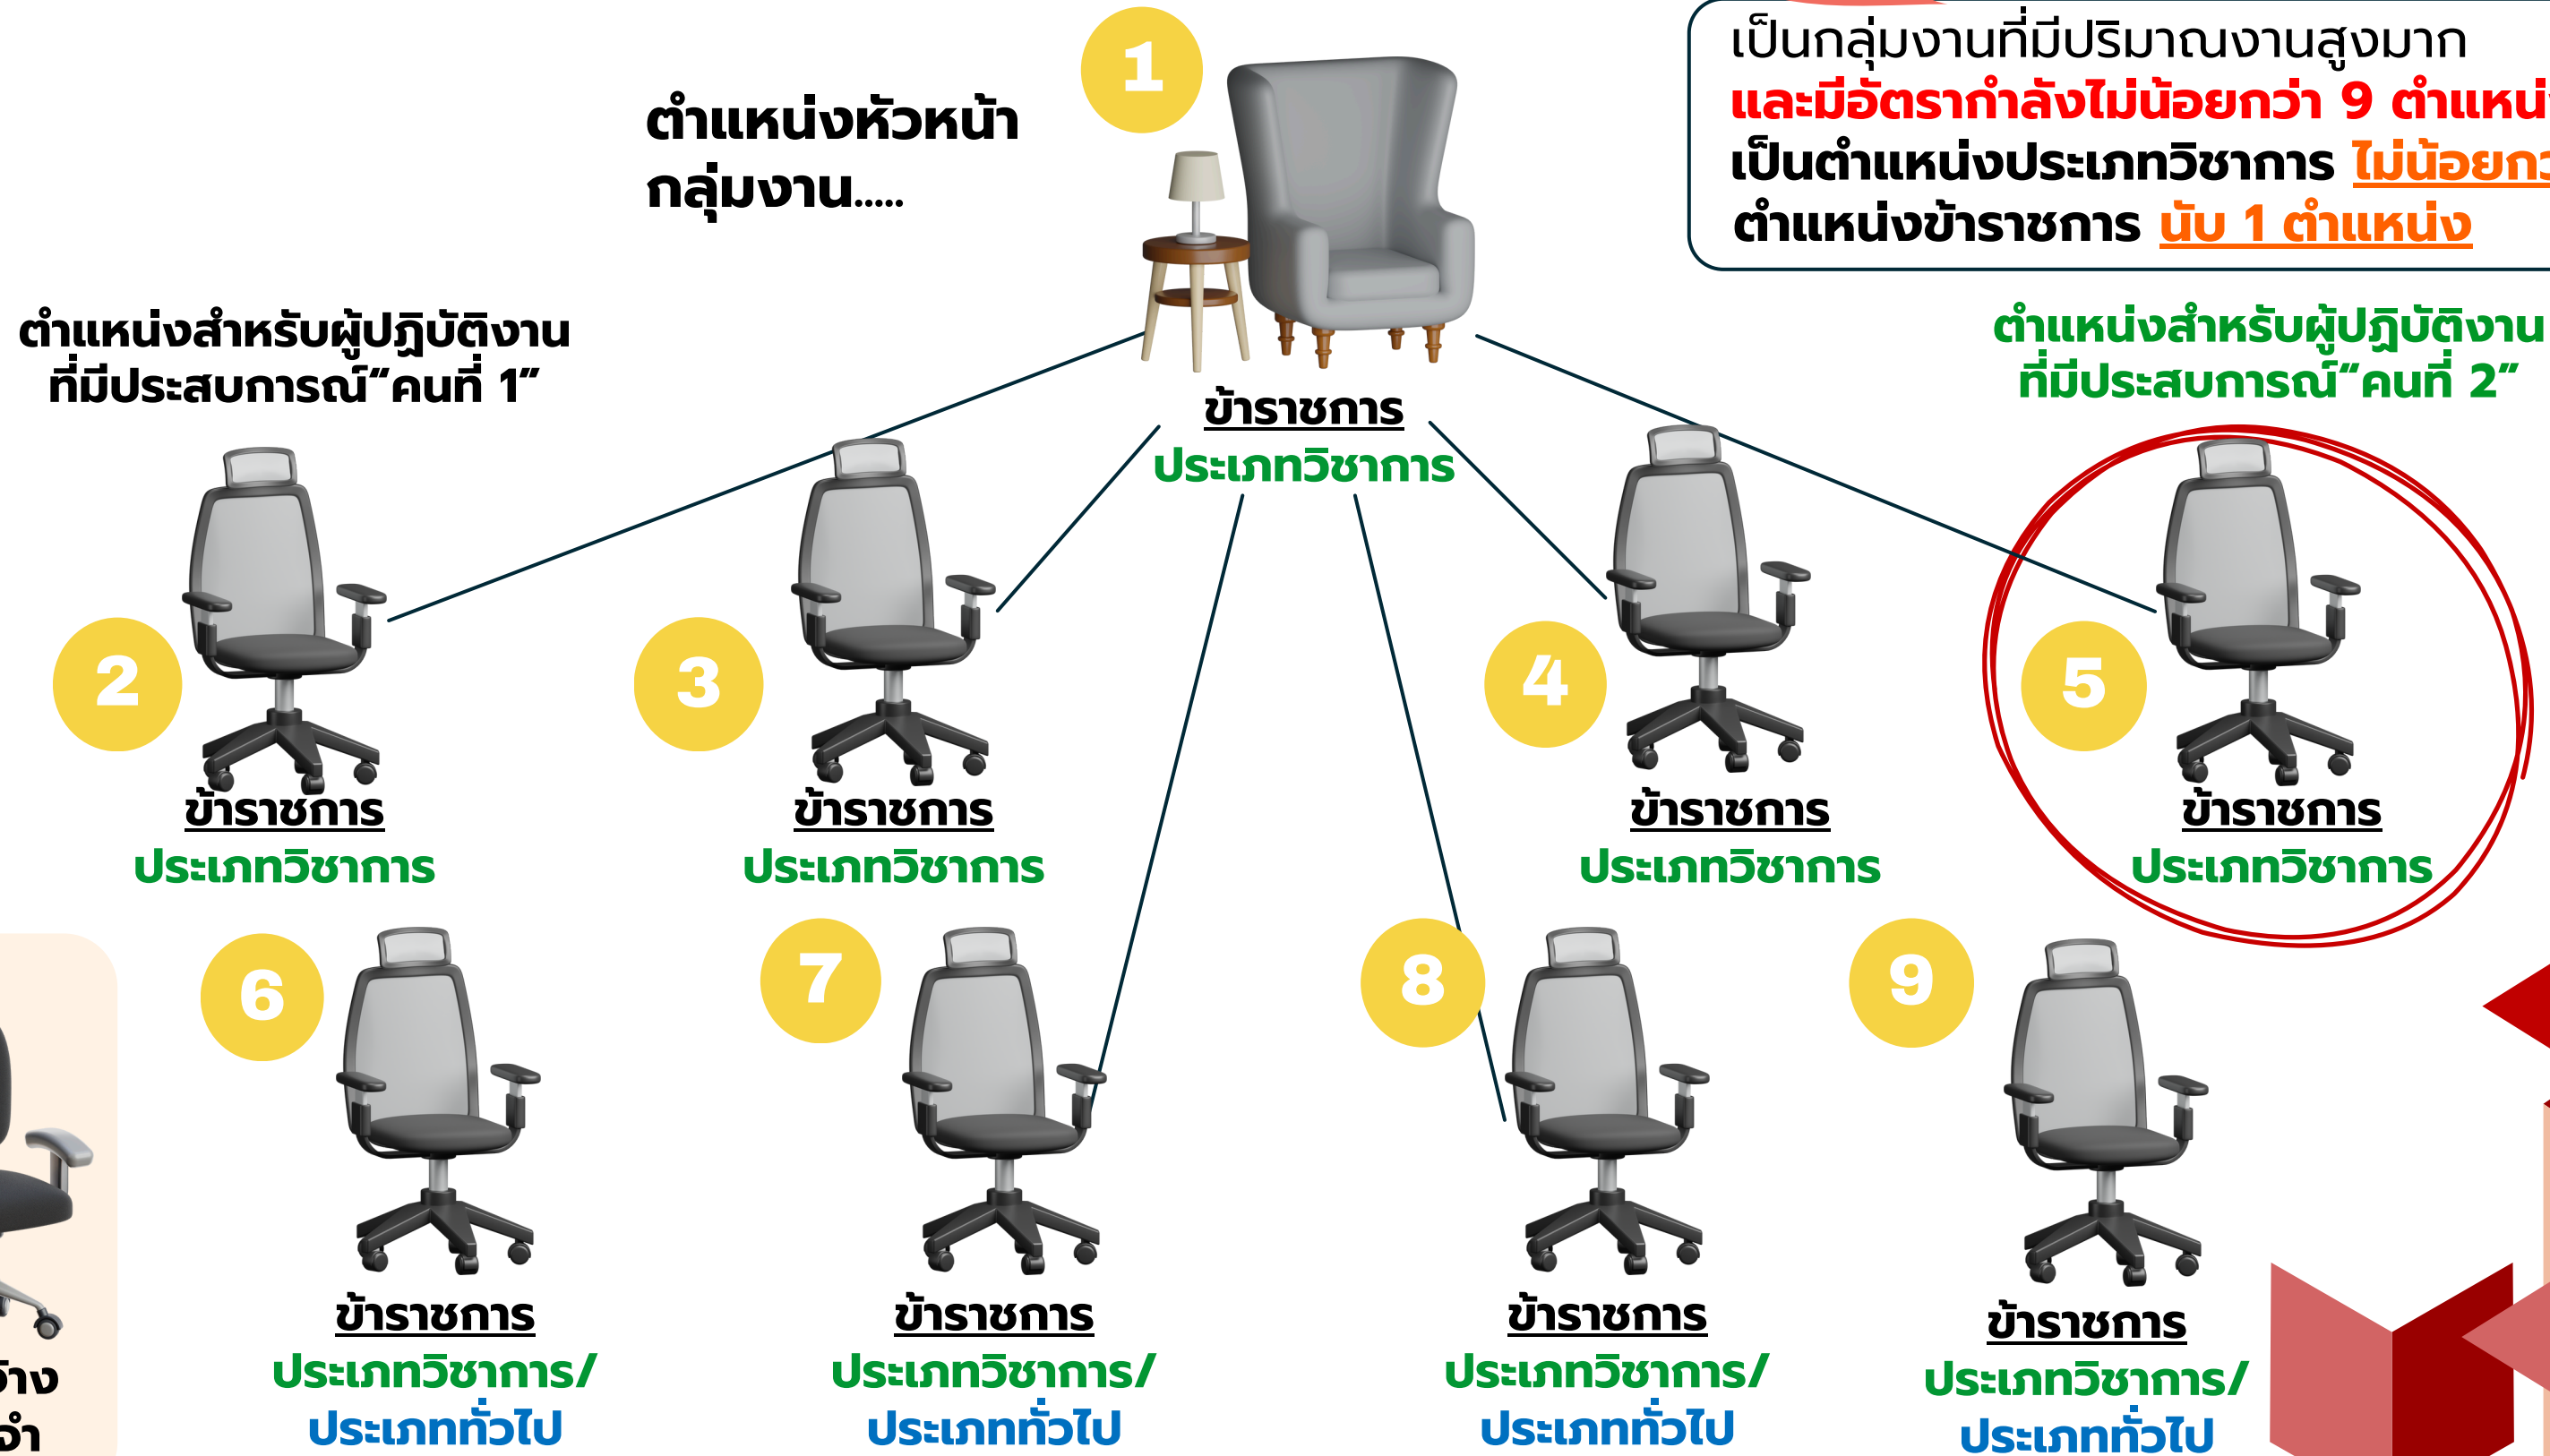 1
ตำแหน่งหัวหน้า
กลุ่มงาน.....
เป็นกลุ่มงานที่มีปริมาณงานสูงมาก
และมีอัตรากำลังไม่น้อยกว่า 9
เป็นตำแหน่งประเภทวิชาการ
ตำแหน่งข้าราชการ นับ 1 ตำแหน่ง
ตำแหน่งสำหรับผู้ปฏิบัติงาน
ที่มีประสบการณ์“คนที่ 1”
ข้าราชการ
ประเภทวิชาการ
ตำแหน่งสำหรับผู้ปฏิบัติงาน
ที่มีประสบการณ์“คนที่ 2”
2
ข้าราชการ
ประเภทวิชาการ
3
ข้าราชการ
ประเภทวิชาการ
4
ข้าราชการ
ประเภทวิชาการ
5
ข้าราชการ
ประเภทวิชาการ
6
ข้าราชการ
ประเภทวิชาการ/
ประเภททั่วไป
7
ข้าราชการ
ประเภทวิชาการ/
ประเภททั่วไป
8
ข้าราชการ
ประเภทวิชาการ/
ประเภททั่วไป
9
ข้าราชการ
ประเภทวิชาการ/
ประเภททั่วไป